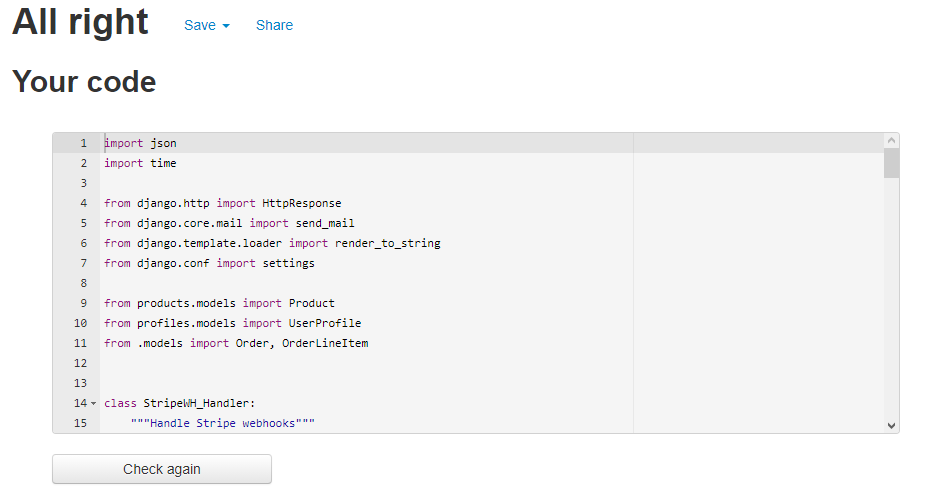 All right Save Share
Your code
1 import json
2 import time
3
4 from django.http import HttpResponse
5 from django.core.mail import send_mail
6 from django.template.loader import render_to_string
7 from django.conf import settings
8
9 from products.models import Product
10 from profiles.models import UserProfile
11 from .models import Order, OrderLineItem
12
13
14 class StripeWH_Handler:
15 """Handle Stripe webhooks"""
Check again